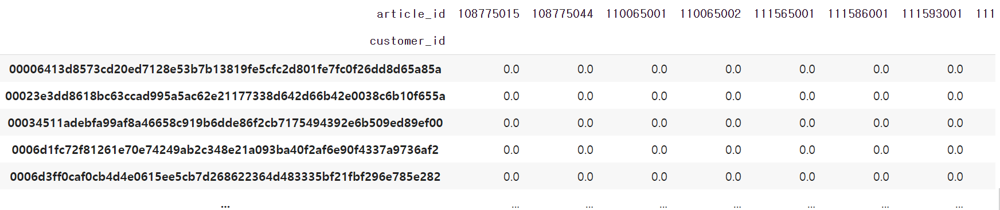 article_id 108775015 108775044 110065001 110065002 111565001 111586001 111593001 111
customer_id
00006413d8573cd20ed7128e53b7b13819fe5cfc2d801fe7fc0f26dd8d65a85a 0.0 0.0 0.0 0.0 0.0 0.0 0.0
00023e3dd8618bc63ccad995a5ac62e21177338d642d66b42e0038c6b10f655a 0.0 0.0 0.0 0.0 0.0 0.0 0.0
00034511adebfa99af8a46658c919b6dde86f2cb7175494392e6b509ed89ef00 0.0 0.0 0.0 0.0 0.0 0.0 0.0
0006d1fc72f81261e70e74249ab2c348e21a093ba40f2af6e90f4337a9736af2 0.0 0.0 0.0 0.0 0.0 0.0 0.0
0006d3ff0caf0cb4d4e0615ee5cb7d268622364d483335bf21fbf296e785e282 0.0 0.0 0.0 0.0 0.0 0.0 0.0
... ... ... ... ... ... ... ...